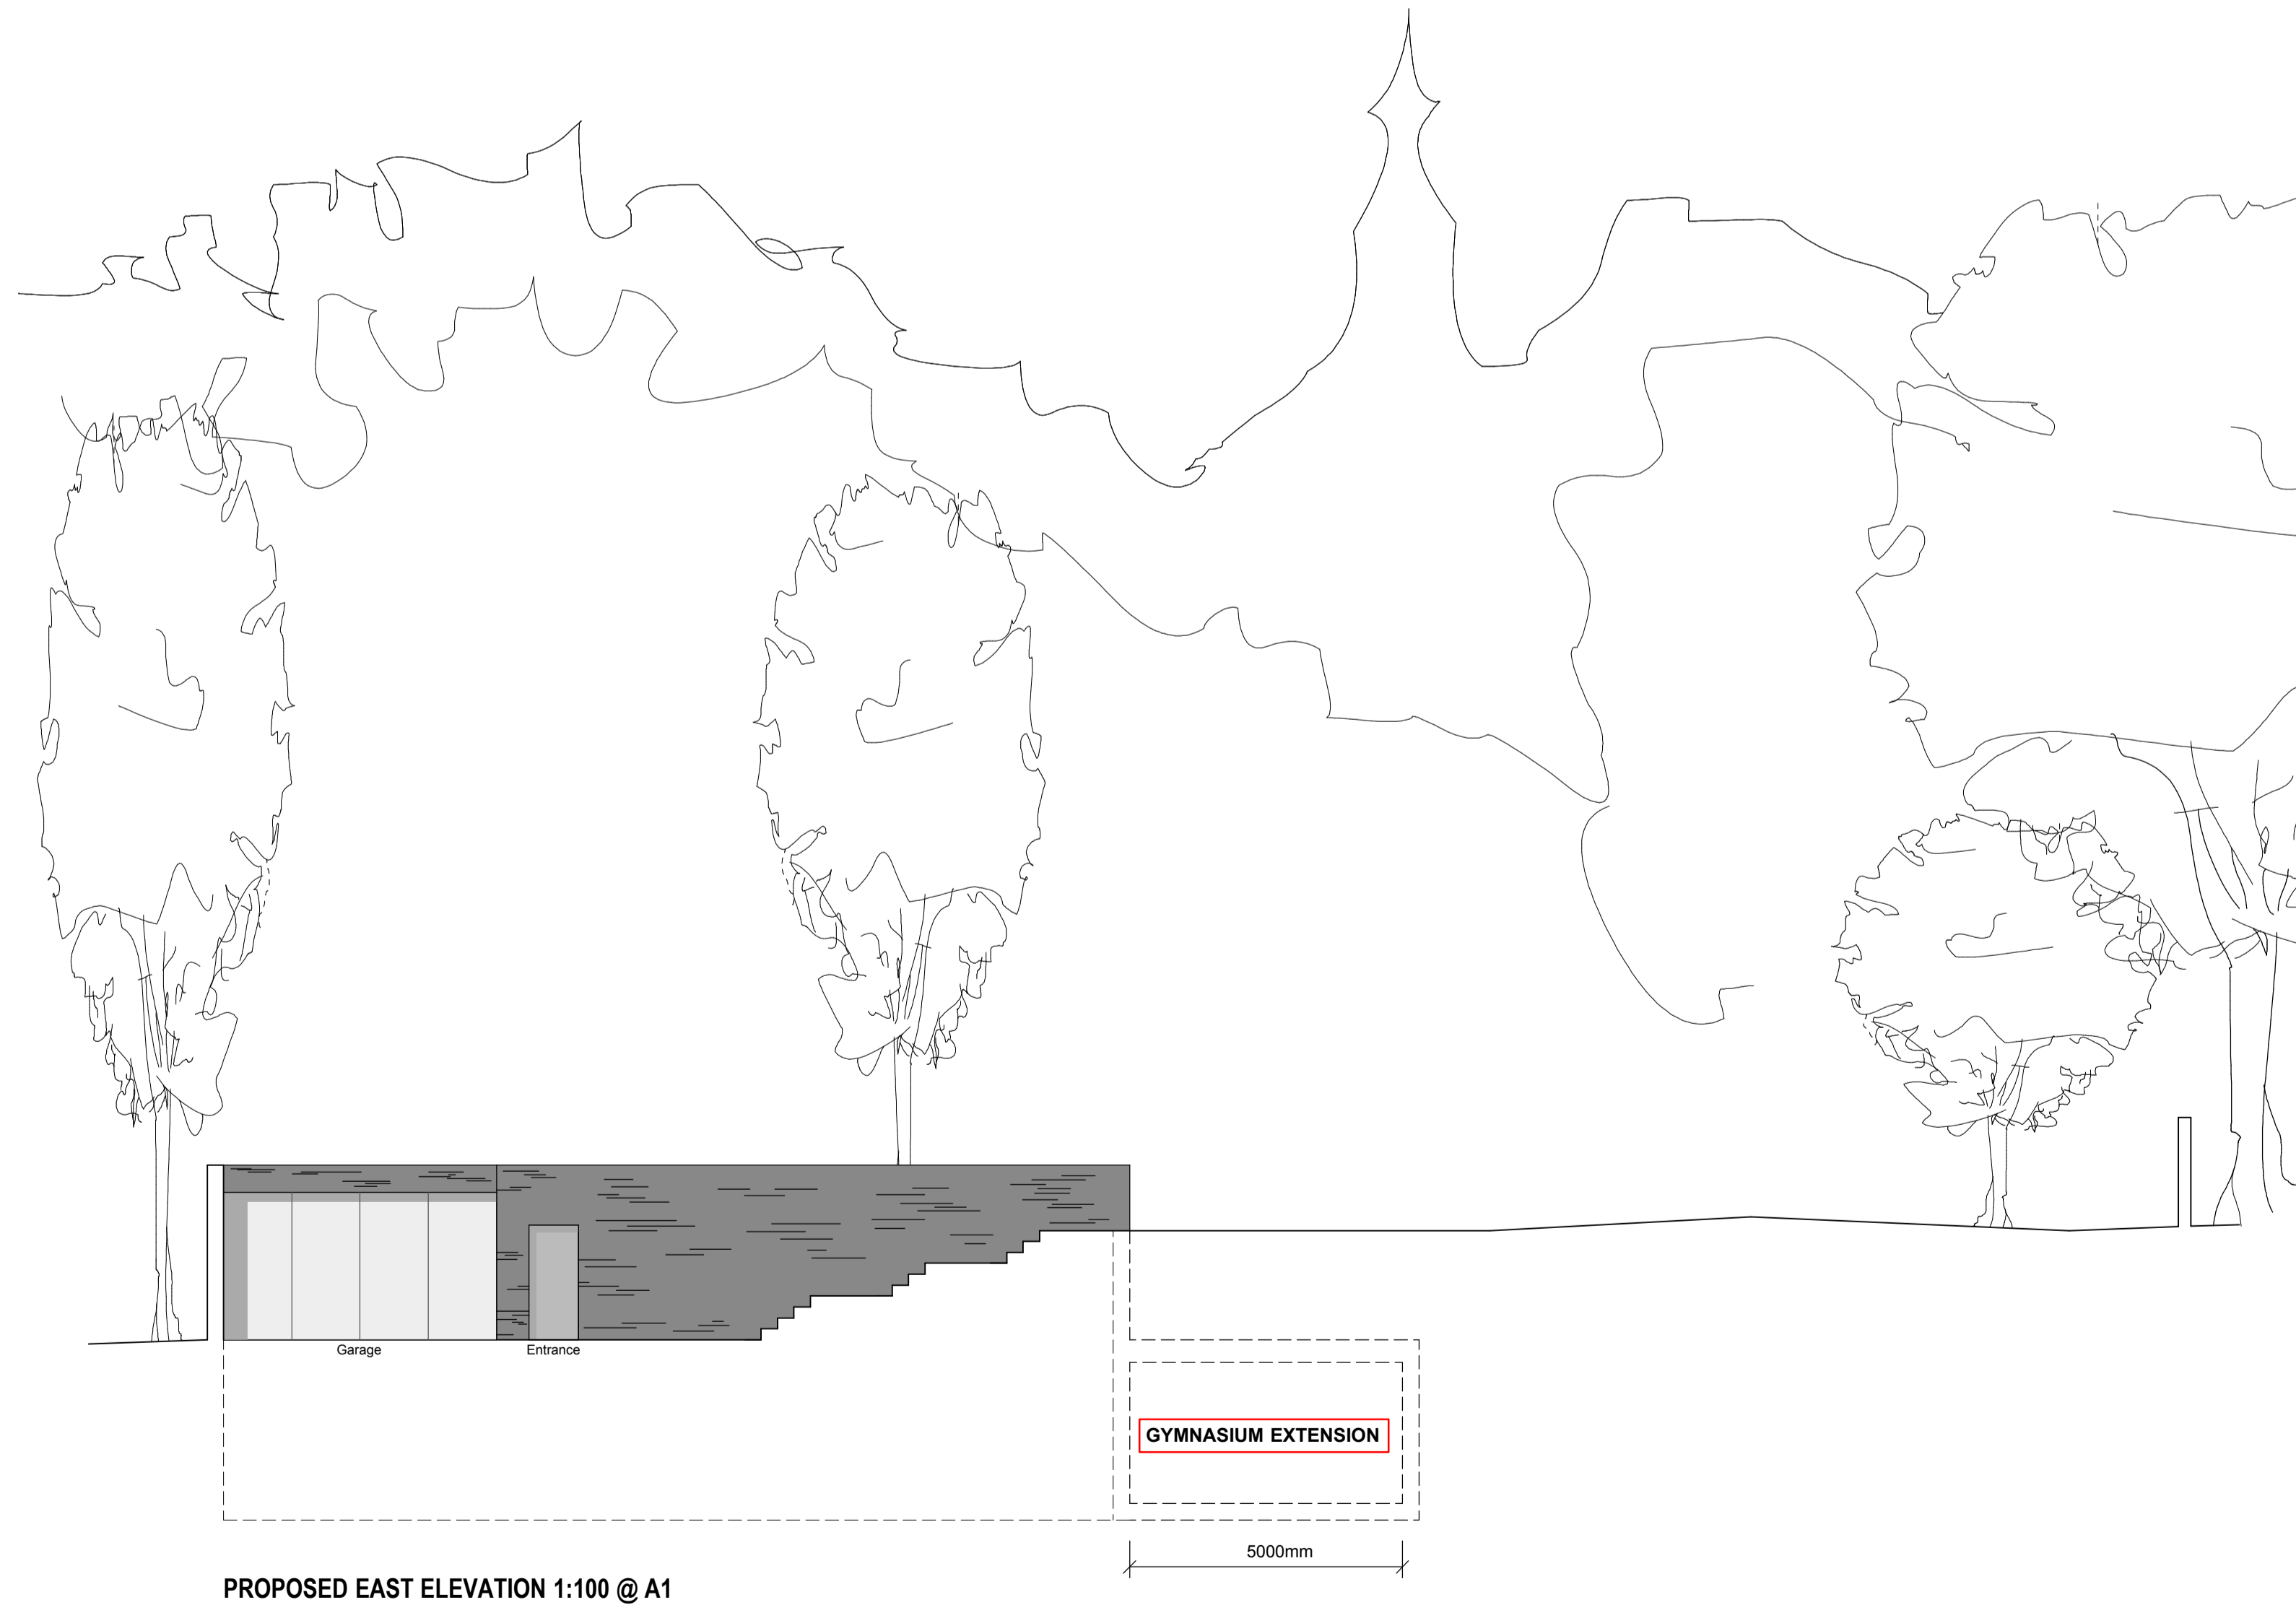 Garage
Entrance
GYMNASIUM EXTENSION
5000mm
PROPOSED EAST ELEVATION 1:100 @ A1